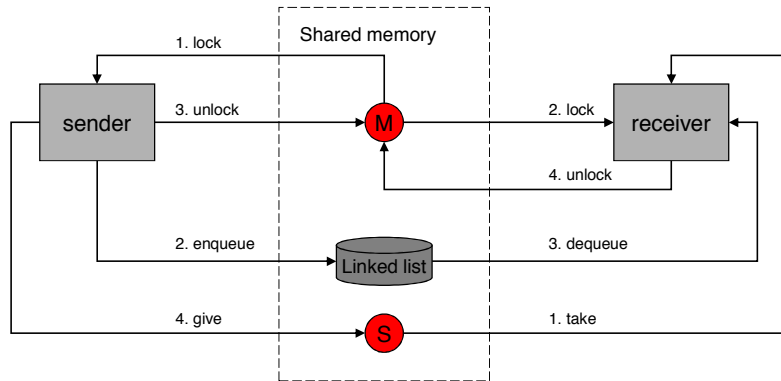 Shared memory
1. lock
sender
3. unlock
M
2. lock
receiver
4. unlock
2. enqueue
Linked list
3. dequeue
4. give
S
1. take